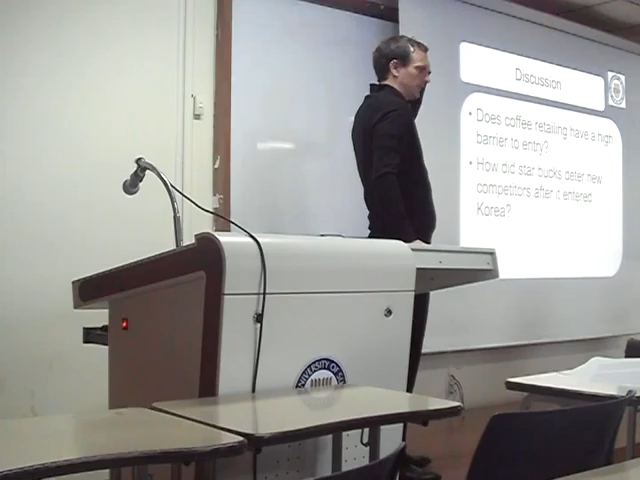 Discussion
• Does coffee retailing have a high
barrier to entry?
• How did star bucks deter new
competitors after it entered
Korea?
UNIVERSITY OF